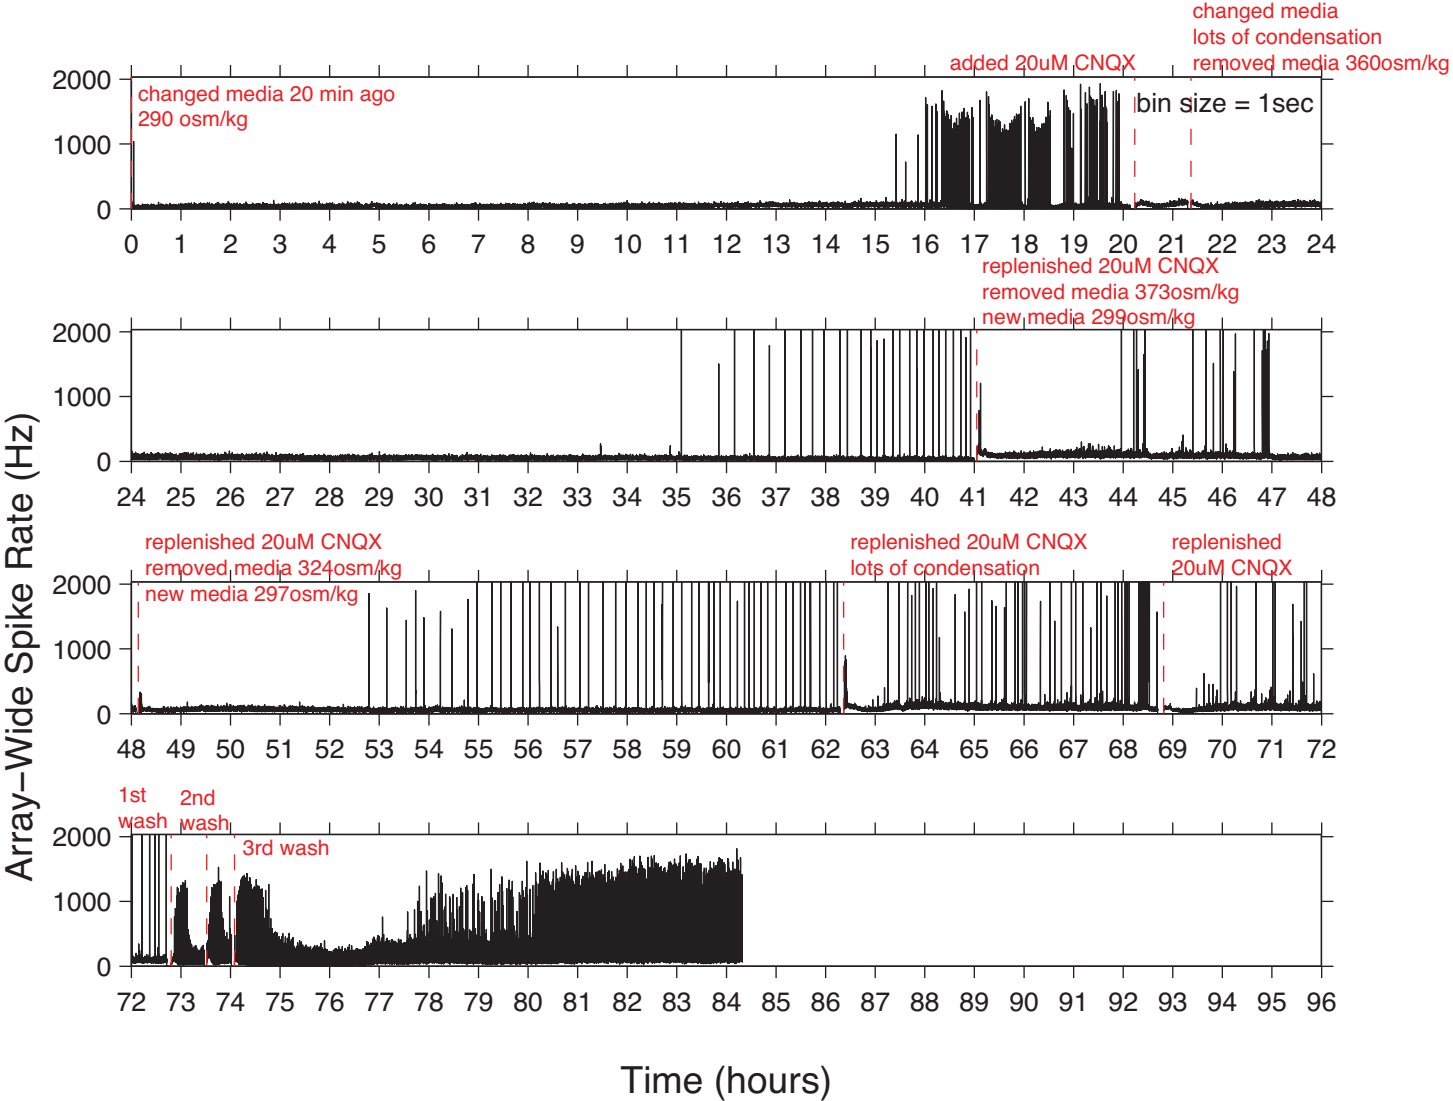 changed media
lots of condensation
added 20uM CNQX
removed media 360osm/kg
2000
changed media 20 min ago
290 osm/kg
bin size = 1sec
1000
0
0 1 2 3 4 5 6 7 8 9 10 11 12 13 14 15 16 17 18 19 20 21 22 23 24
replenished 20uM CNQX
removed media 373osm/kg
new media 299osm/kg
2000
1000
0
24 25 26 27 28 29 30 31 32 33 34 35 36 37 38 39 40 41 42 43 44 45 46 47 48
replenished 20uM CNQX
removed media 324osm/kg
new media 297osm/kg
replenished 20uM CNQX
lots of condensation
replenished
20uM CNQX
2000
1000
0
48 49 50 51 52 53 54 55 56 57 58 59 60 61 62 63 64 65 66 67 68 69 70 71 72
1st
wash
2nd
wash
3rd wash
2000
1000
0
72 73 74 75 76 77 78 79 80 81 82 83 84 85 86 87 88 89 90 91 92 93 94 95 96
Array−Wide Spike Rate (Hz)
Time (hours)